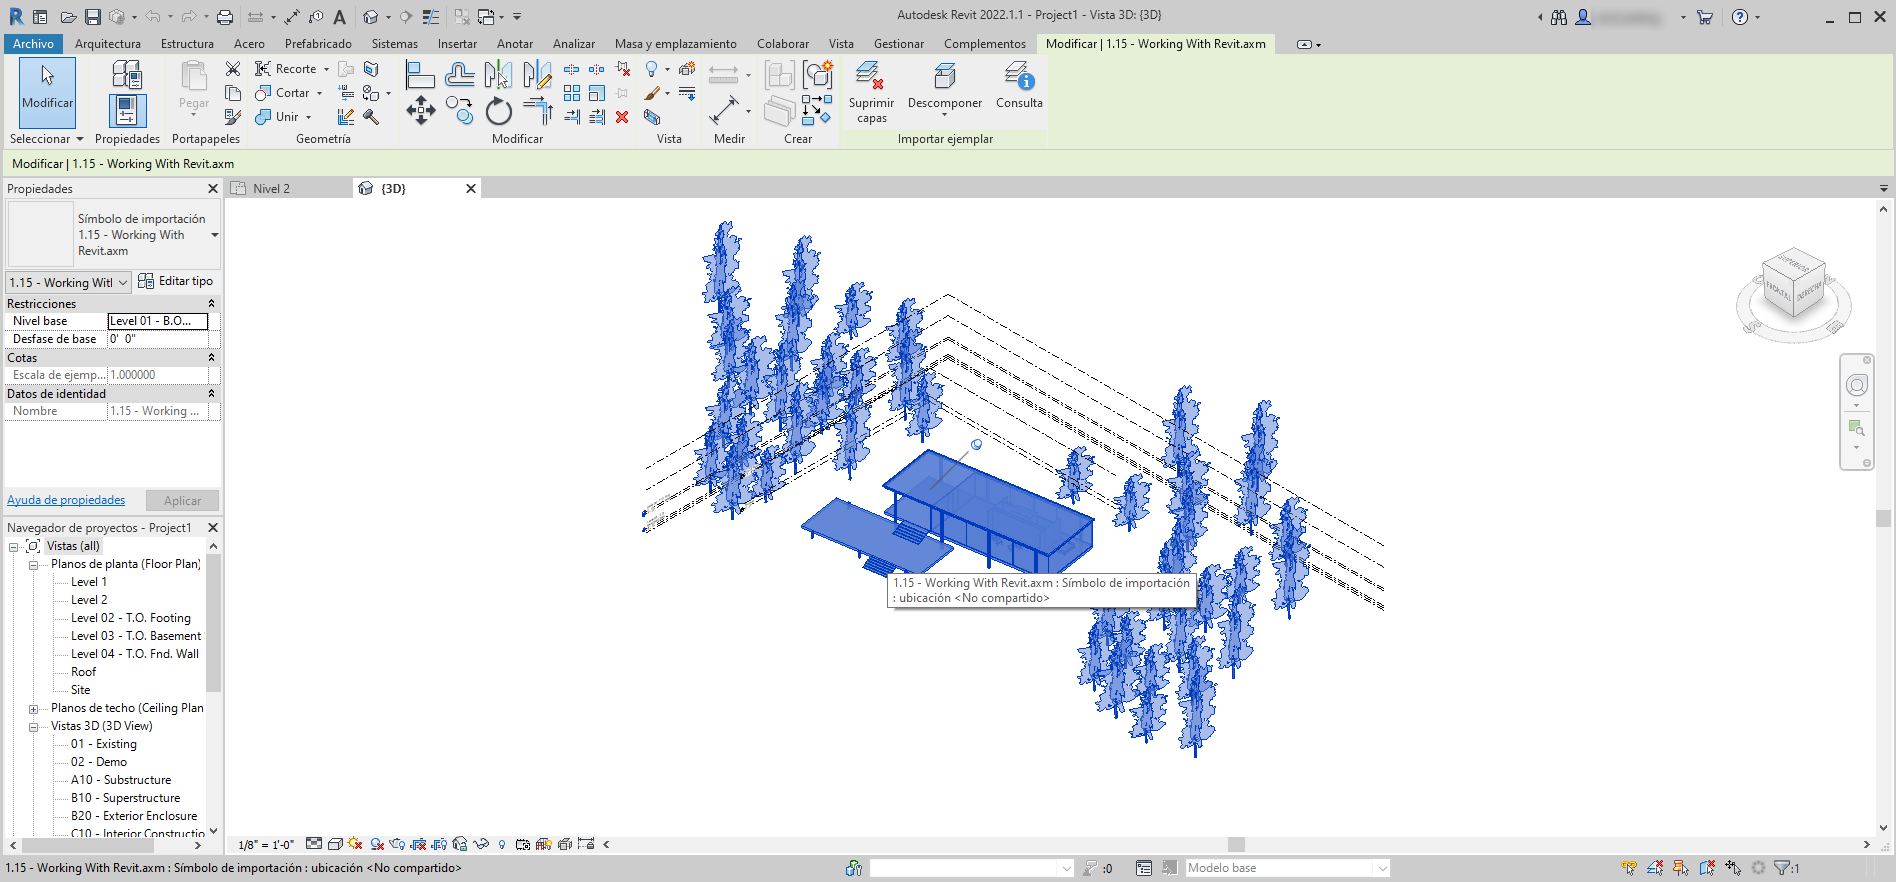 Autodesk Revit 2022.1.1 - Project1 - Vista 3D: {3D}
Archivo Arquitectura Estructura Acero Prefabricado Sistemas Insertar Anotar Analizar Masa y emplazamiento Colaborar Vista Gestionar Complementos Modificar | 1.15 - Working With Revit.axm
Modificar
Pegar
Recorte
Cortar
Unir
Suprimir capas
Descomponer
Consulta
Seleccionar Propiedades Portapapeles Geometría Modificar Vista Medir Crear Importar ejemplar
Modificar | 1.15 - Working With Revit.axm
Propiedades
Nivel 2
{3D}
Símbolo de importación
1.15 - Working With
Revit.axm
1.15 - Working Witl
Editar tipo
Restricciones
Nivel base Level 01 - B.O...
Desfase de base 0' 0"
Cotas
Escala de ejemp... 1.000000
Datos de identidad
Nombre 1.15 - Working ...
Ayuda de propiedades Aplicar
Navegador de proyectos - Project1
Vistas (all)
Planos de planta (Floor Plan)
Level 1
Level 2
Level 02 - T.O. Footing
Level 03 - T.O. Basement
Level 04 - T.O. Fnd. Wall
Roof
Site
Planos de techo (Ceiling Plan
Vistas 3D (3D View)
01 - Existing
02 - Demo
A10 - Substructure
B10 - Superstructure
B20 - Exterior Enclosure
C10 - Interior Constructio
SUPERIOR
FRONTAL
DERECHA
1.15 - Working With Revit.axm : Símbolo de importación
: ubicación <No compartido>
1/8" = 1'-0"
1.15 - Working With Revit.axm : Símbolo de importación : ubicación <No compartido>
:0
Modelo base
:1